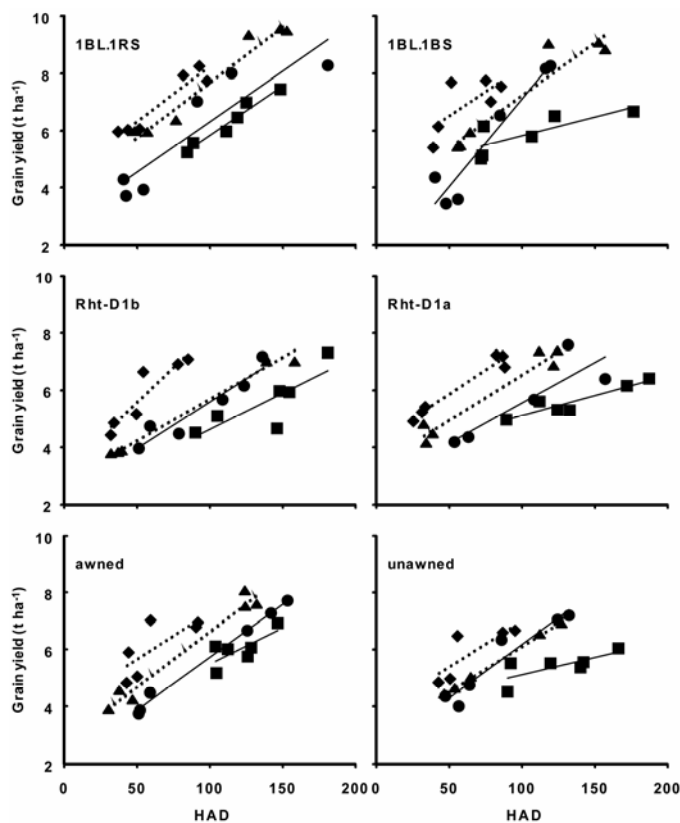 10
8
6
4
2
Grain yield (t ha⁻¹)
1BL.1RS
1BL.1BS
10
8
6
4
2
Grain yield (t ha⁻¹)
Rht-D1b
Rht-D1a
10
8
6
4
2
Grain yield (t ha⁻¹)
awned
unawned
0 50 100 150 200/0 50 100 150 200
HAD HAD